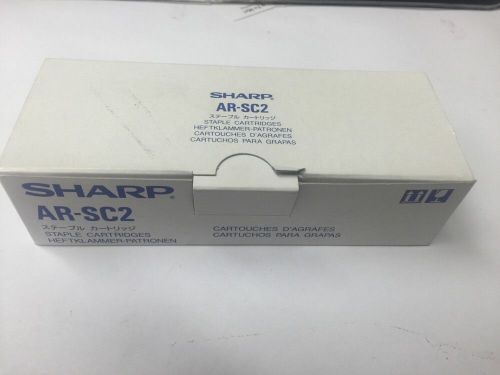 SHARP
AR-SC2
ステープル カートリッジ
STAPLE CARTRIDGES
HEFTKLAMMER-PATRONEN
CARTOUCHES D'AGRAFES
CARTUCHOS PARA GRAPAS
SHARP
AR-SC2
ステープル カートリッジ
STAPLE CARTRIDGES
HEFTKLAMMER-PATRONEN
CARTOUCHES D'AGRAFES
CARTUCHOS PARA GRAPAS